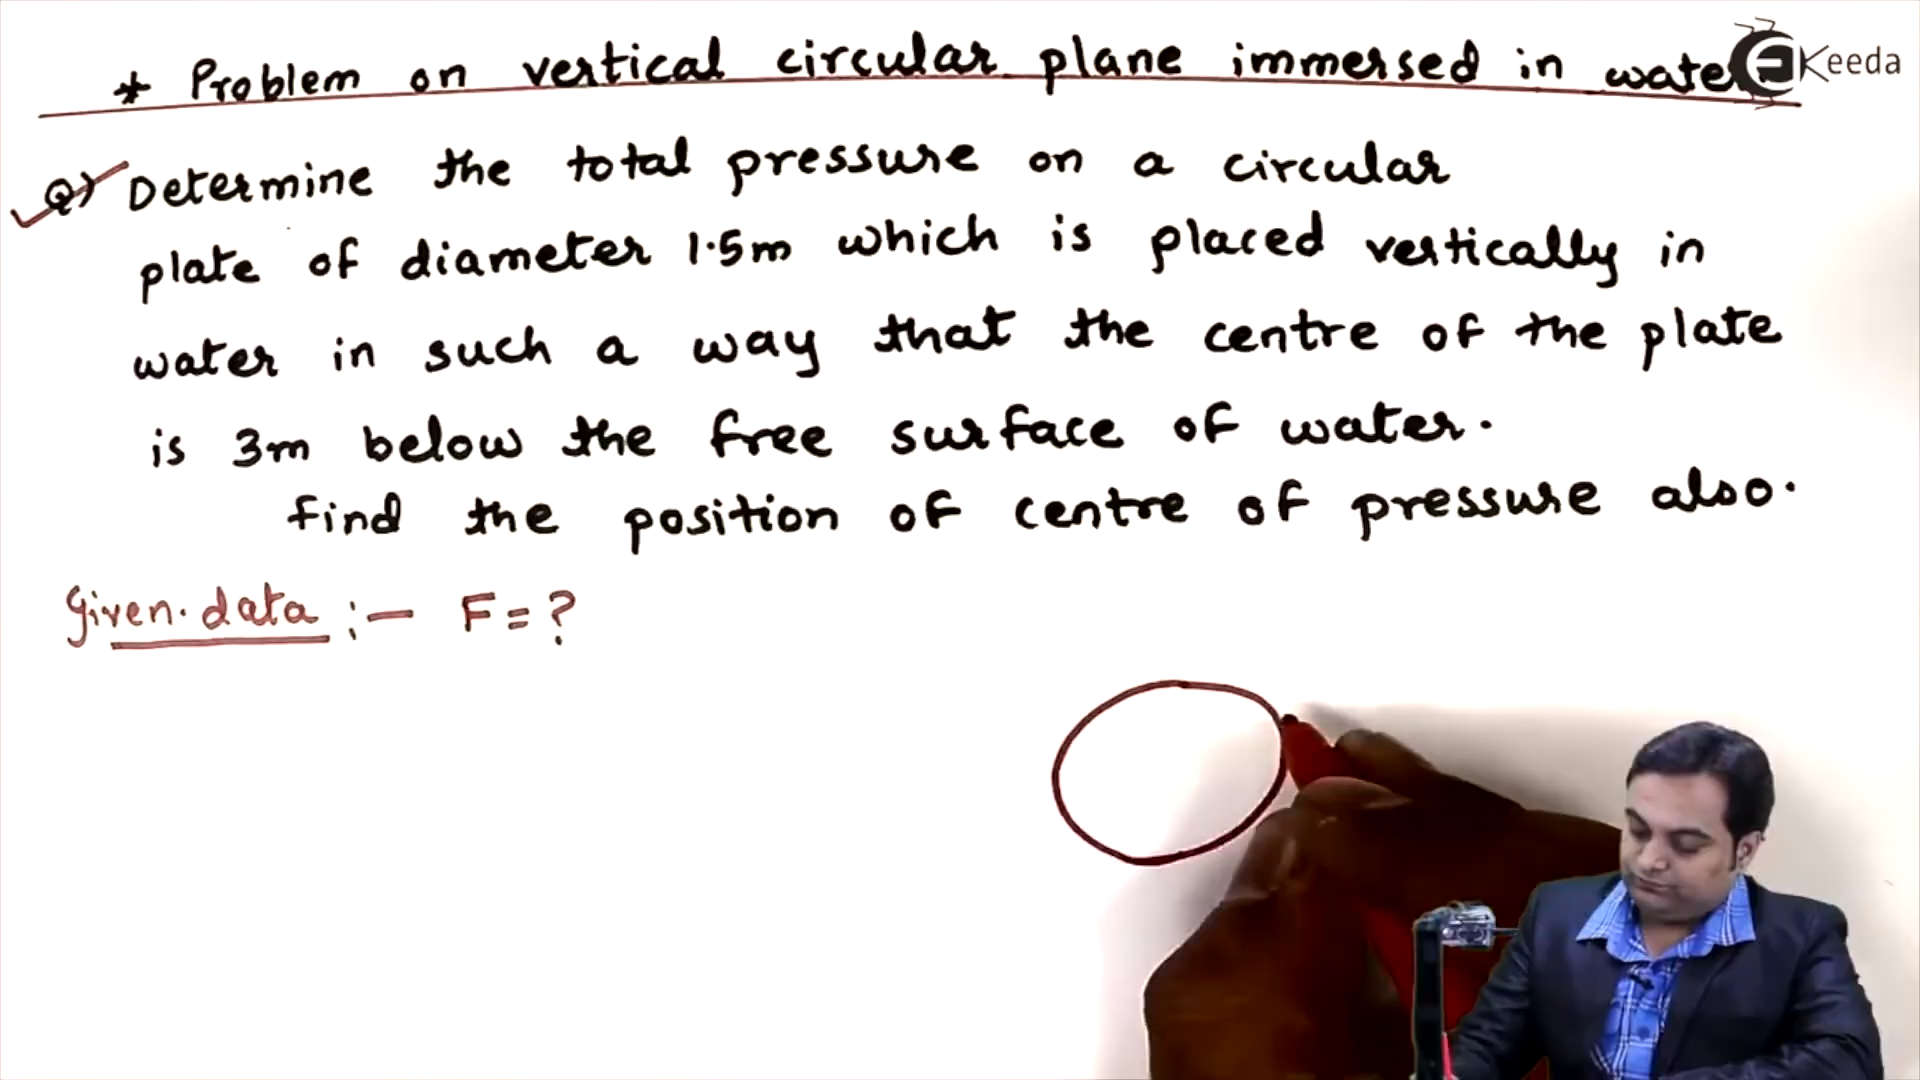 * Problem on vertical circular plane immersed in water
Keeda
Q) Determine the total pressure on a circular
plate of diameter 1.5m which is placed vertically in
water in such a way that the centre of the plate
is 3m below the free surface of water.
Find the position of centre of pressure also.
Given data :- F = ?